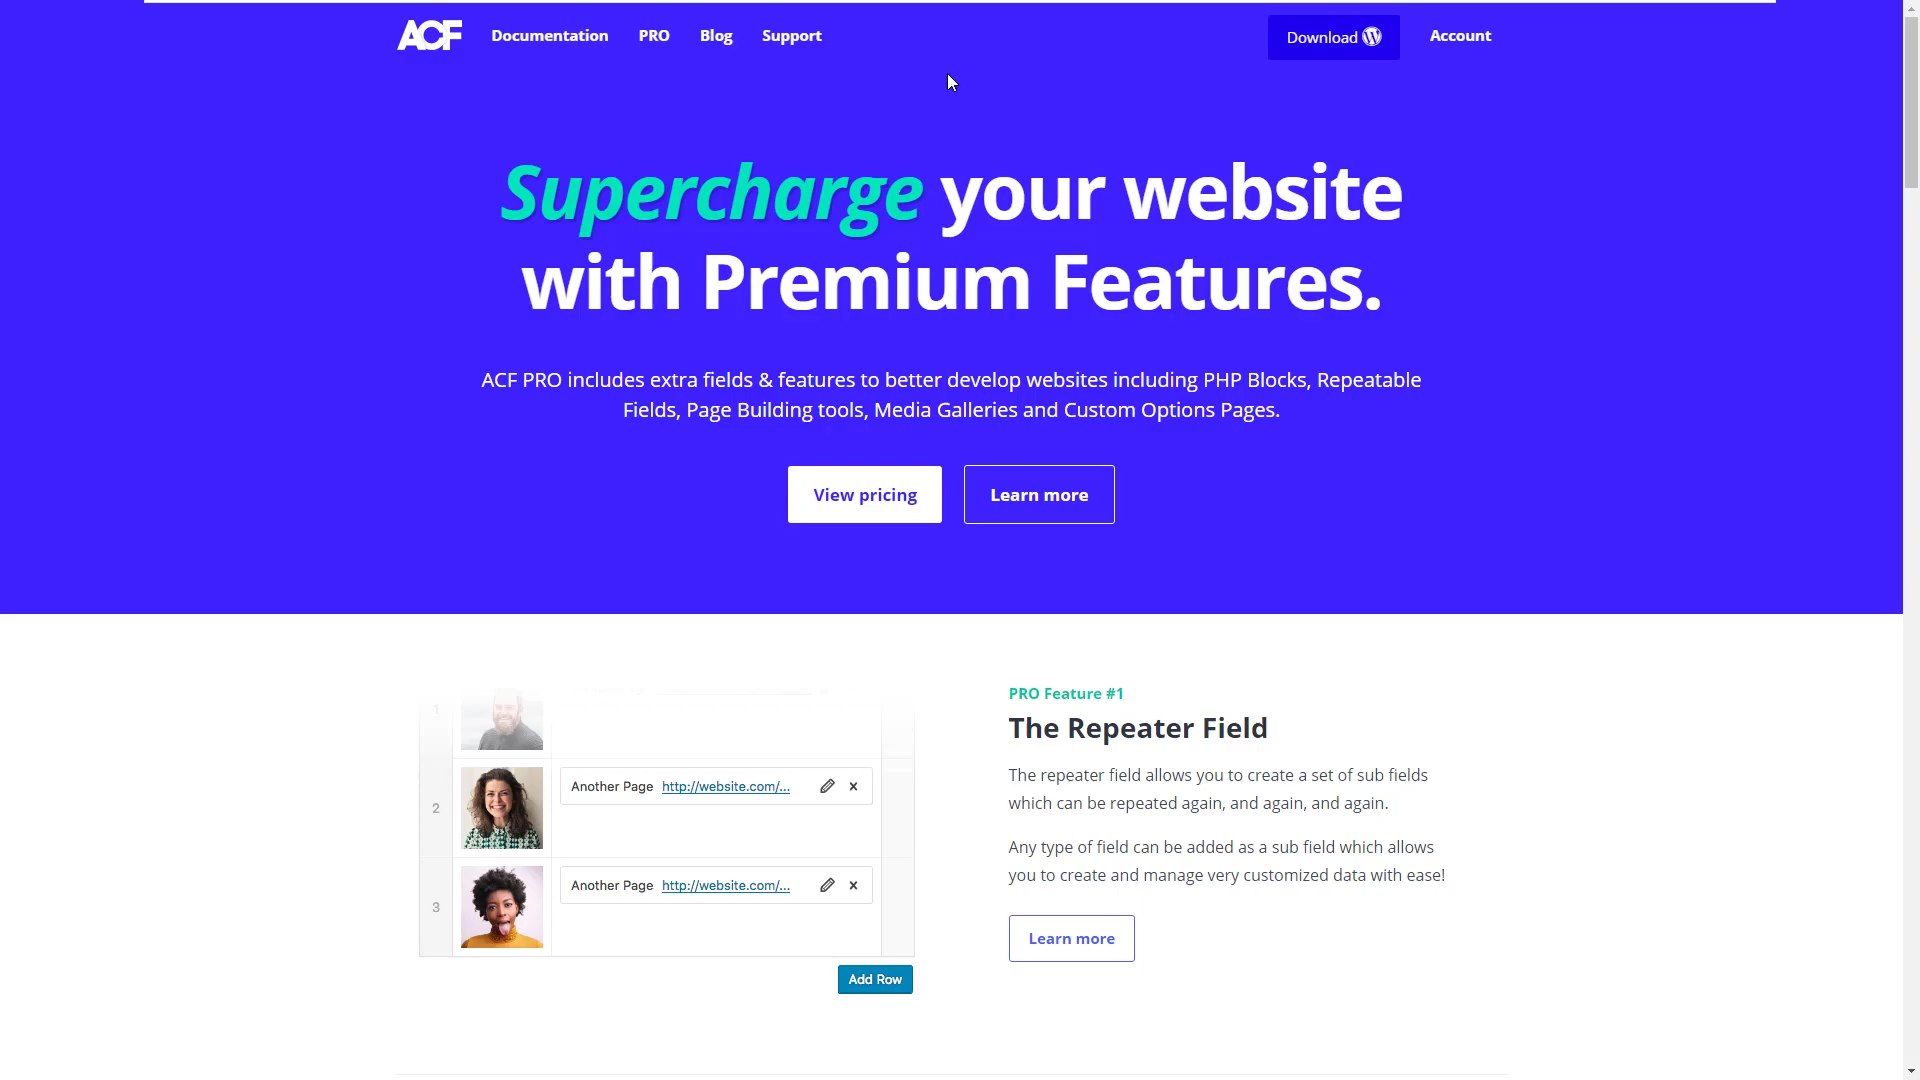 ACF Documentation PRO Blog Support Download Account
Supercharge your website
with Premium Features.
ACF PRO includes extra fields & features to better develop websites including PHP Blocks, Repeatable
Fields, Page Building tools, Media Galleries and Custom Options Pages.
View pricing Learn more
1
2 Another Page http://website.com/...
3 Another Page http://website.com/...
Add Row
PRO Feature #1
The Repeater Field
The repeater field allows you to create a set of sub fields
which can be repeated again, and again, and again.
Any type of field can be added as a sub field which allows
you to create and manage very customized data with ease!
Learn more